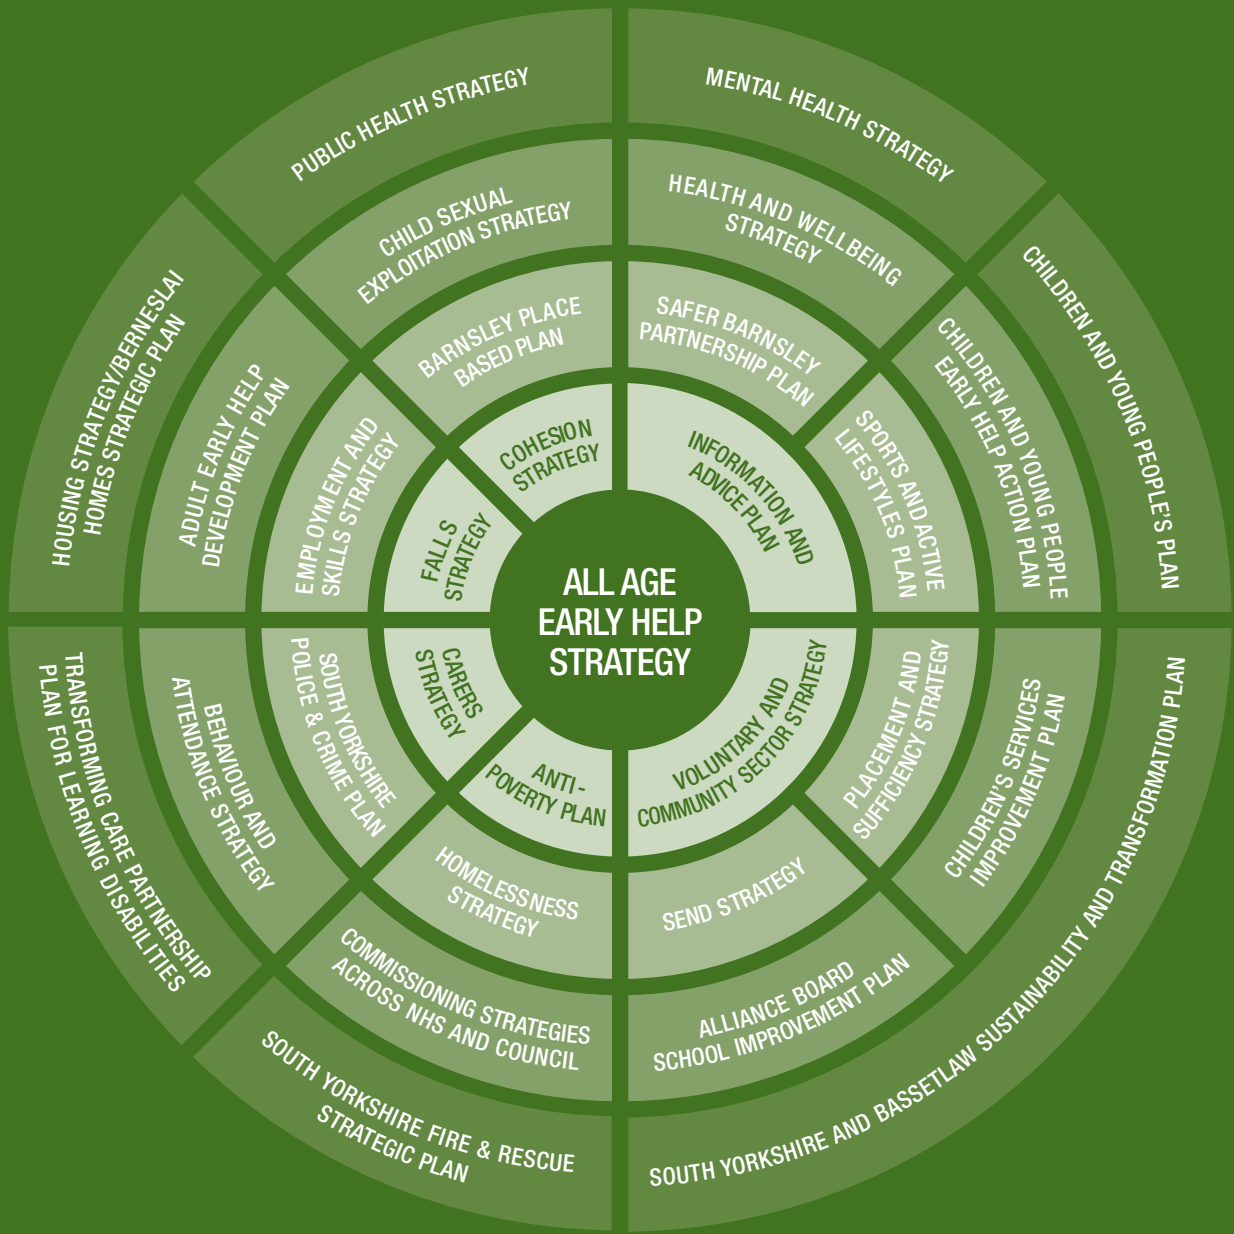 PUBLIC HEALTH STRATEGY
MENTAL HEALTH STRATEGY
CHILDREN AND YOUNG PEOPLE'S PLAN
SOUTH YORKSHIRE AND BASSETLAW SUSTAINABILITY AND TRANSFORMATION PLAN
SOUTH YORKSHIRE FIRE & RESCUE
STRATEGIC PLAN
TRANSFORMING CARE PARTNERSHIP
PLAN FOR LEARNING DISABILITIES
HOUSING STRATEGY/BERNESLAI
HOMES STRATEGIC PLAN
CHILD SEXUAL
EXPLOITATION STRATEGY
HEALTH AND WELLBEING
STRATEGY
CHILDREN AND YOUNG PEOPLE
EARLY HELP ACTION PLAN
CHILDREN'S SERVICES
IMPROVEMENT PLAN
ALLIANCE BOARD
SCHOOL IMPROVEMENT PLAN
COMMISSIONING STRATEGIES
ACROSS NHS AND COUNCIL
BEHAVIOUR AND
ATTENDANCE STRATEGY
ADULT EARLY HELP
DEVELOPMENT PLAN
BARNSLEY PLACE
BASED PLAN
SAFER BARNSLEY
PARTNERSHIP PLAN
SPORTS AND ACTIVE
LIFESTYLES PLAN
PLACEMENT AND
SUFFICIENCY STRATEGY
SEND STRATEGY
HOMELESSNESS
STRATEGY
SOUTH YORKSHIRE
POLICE & CRIME PLAN
EMPLOYMENT AND
SKILLS STRATEGY
COHESION
STRATEGY
INFORMATION AND
ADVICE PLAN
VOLUNTARY AND
COMMUNITY SECTOR STRATEGY
ANTI-
POVERTY PLAN
CARERS
STRATEGY
FALLS
STRATEGY
ALL AGE
EARLY HELP
STRATEGY